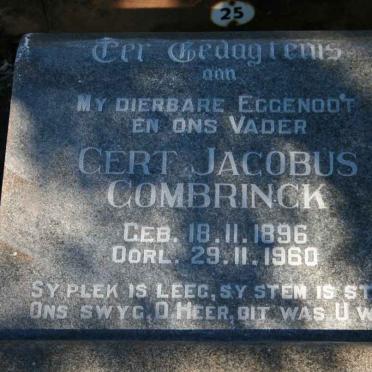 25
Ter Gedagtenis
aan
MY DIERBARE EGGENOOT
EN ONS VADER
GERT JACOBUS
COMBRINCK
GEB. 18.11.1896
OORL. 29.11.1960
SY PLEK IS LEEG, SY STEM IS
ONS SWYG, O, HEER, DIT WAS U